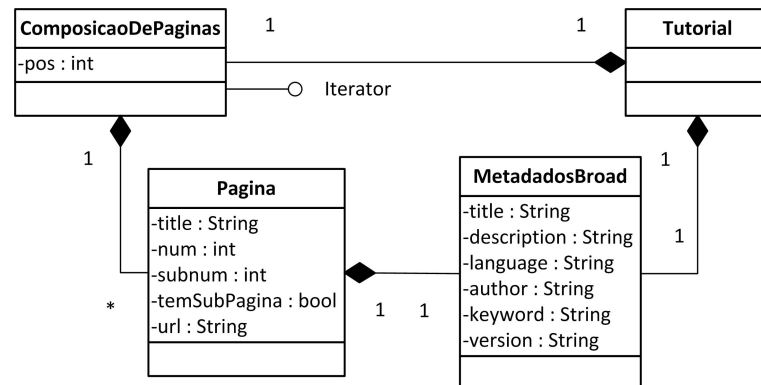 ComposicaoDePaginas
-pos : int
1
1
Tutorial
Iterator
1
*
Pagina
-title : String
-num : int
-subnum : int
-temSubPagina : bool
-url : String
1
1
MetadadosBroad
-title : String
-description : String
-language : String
-author : String
-keyword : String
-version : String
1
1